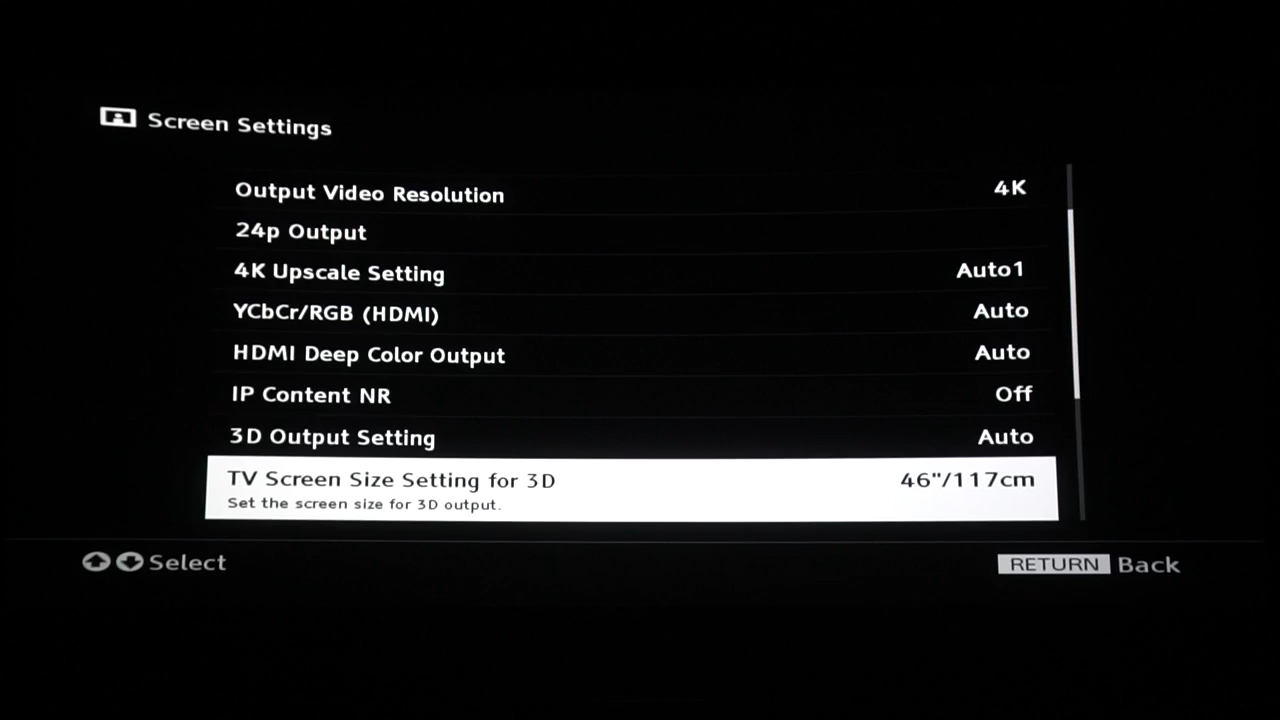 Screen Settings
Output Video Resolution 4K
24p Output
4K Upscale Setting Auto1
YCbCr/RGB (HDMI) Auto
HDMI Deep Color Output Auto
IP Content NR Off
3D Output Setting Auto
TV Screen Size Setting for 3D 46"/117cm
Set the screen size for 3D output.
Select RETURN Back